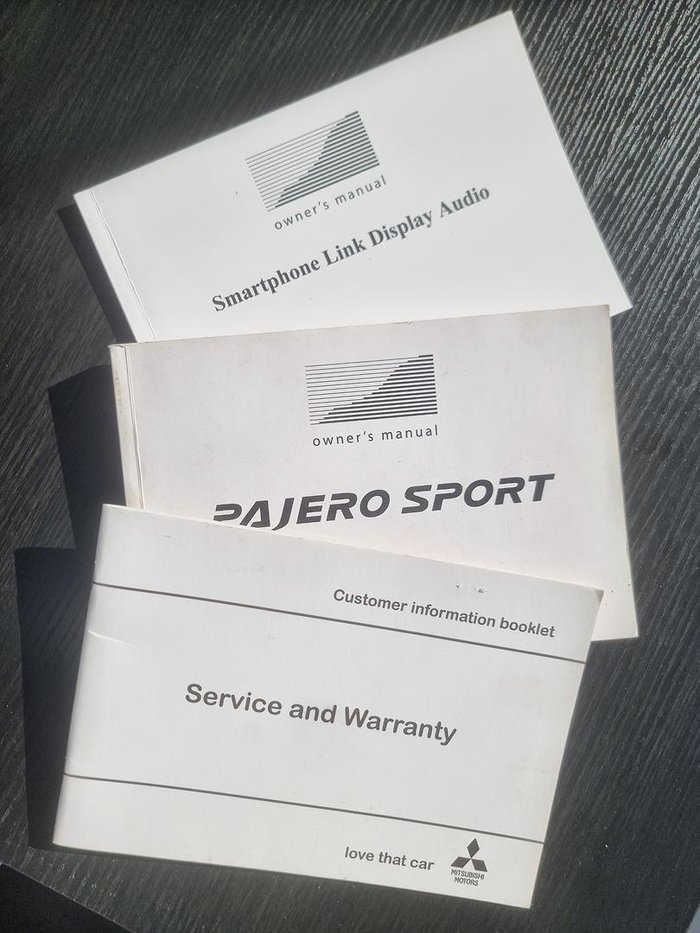 owner's manual
Smartphone Link Display Audio
owner's manual
PAJERO SPORT
Customer information booklet
Service and Warranty
love that car
MITSUBISHI
MOTORS